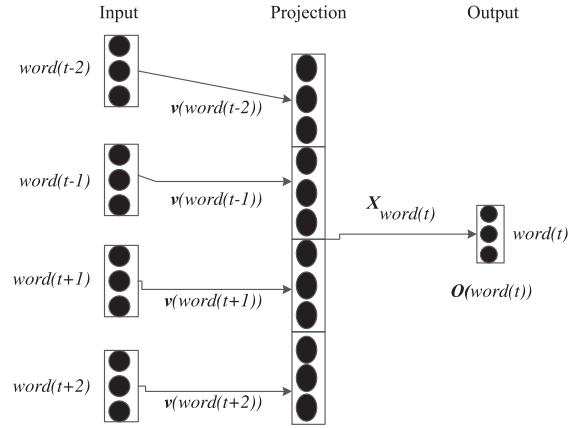 Input Projection Output
word(t-2)
v(word(t-2))
word(t-1)
v(word(t-1))
X word(t)
word(t)
word(t+1)
v(word(t+1))
O(word(t))
word(t+2)
v(word(t+2))